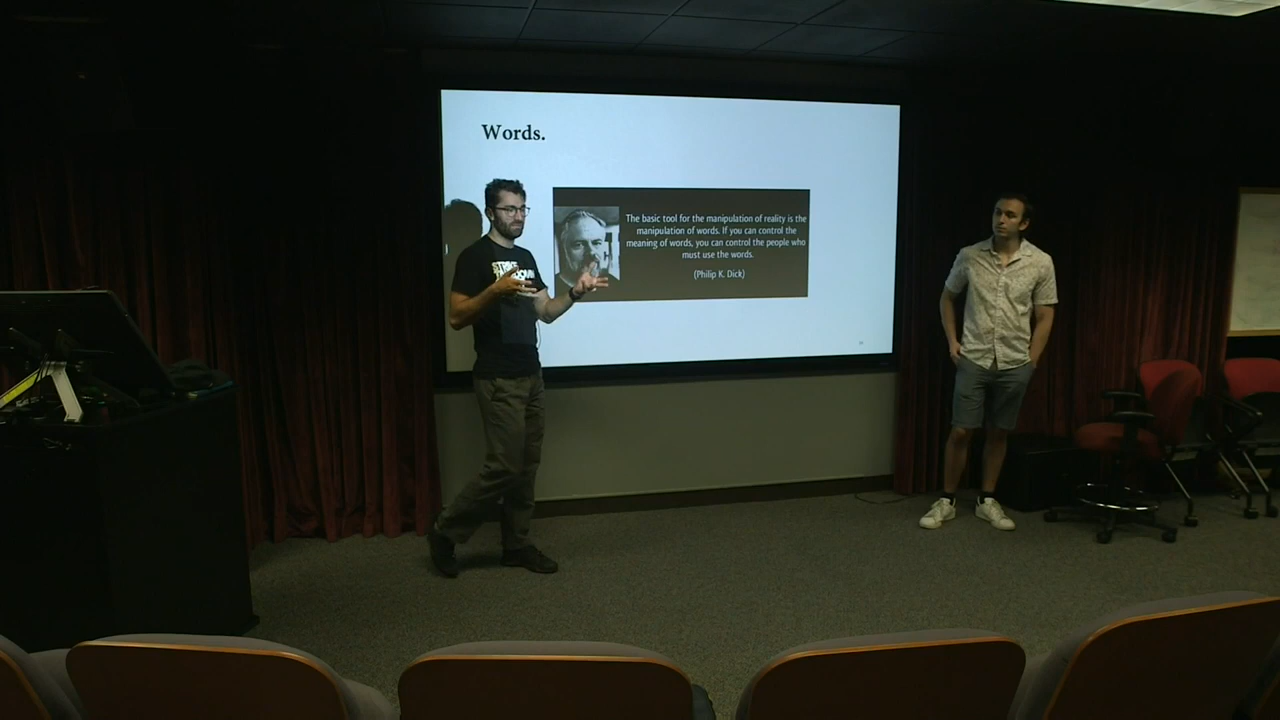 Words.
The basic tool for the manipulation of reality is the
manipulation of words. If you can control the
meaning of words, you can control the people who
must use the words.
(Philip K. Dick)
STRIKE